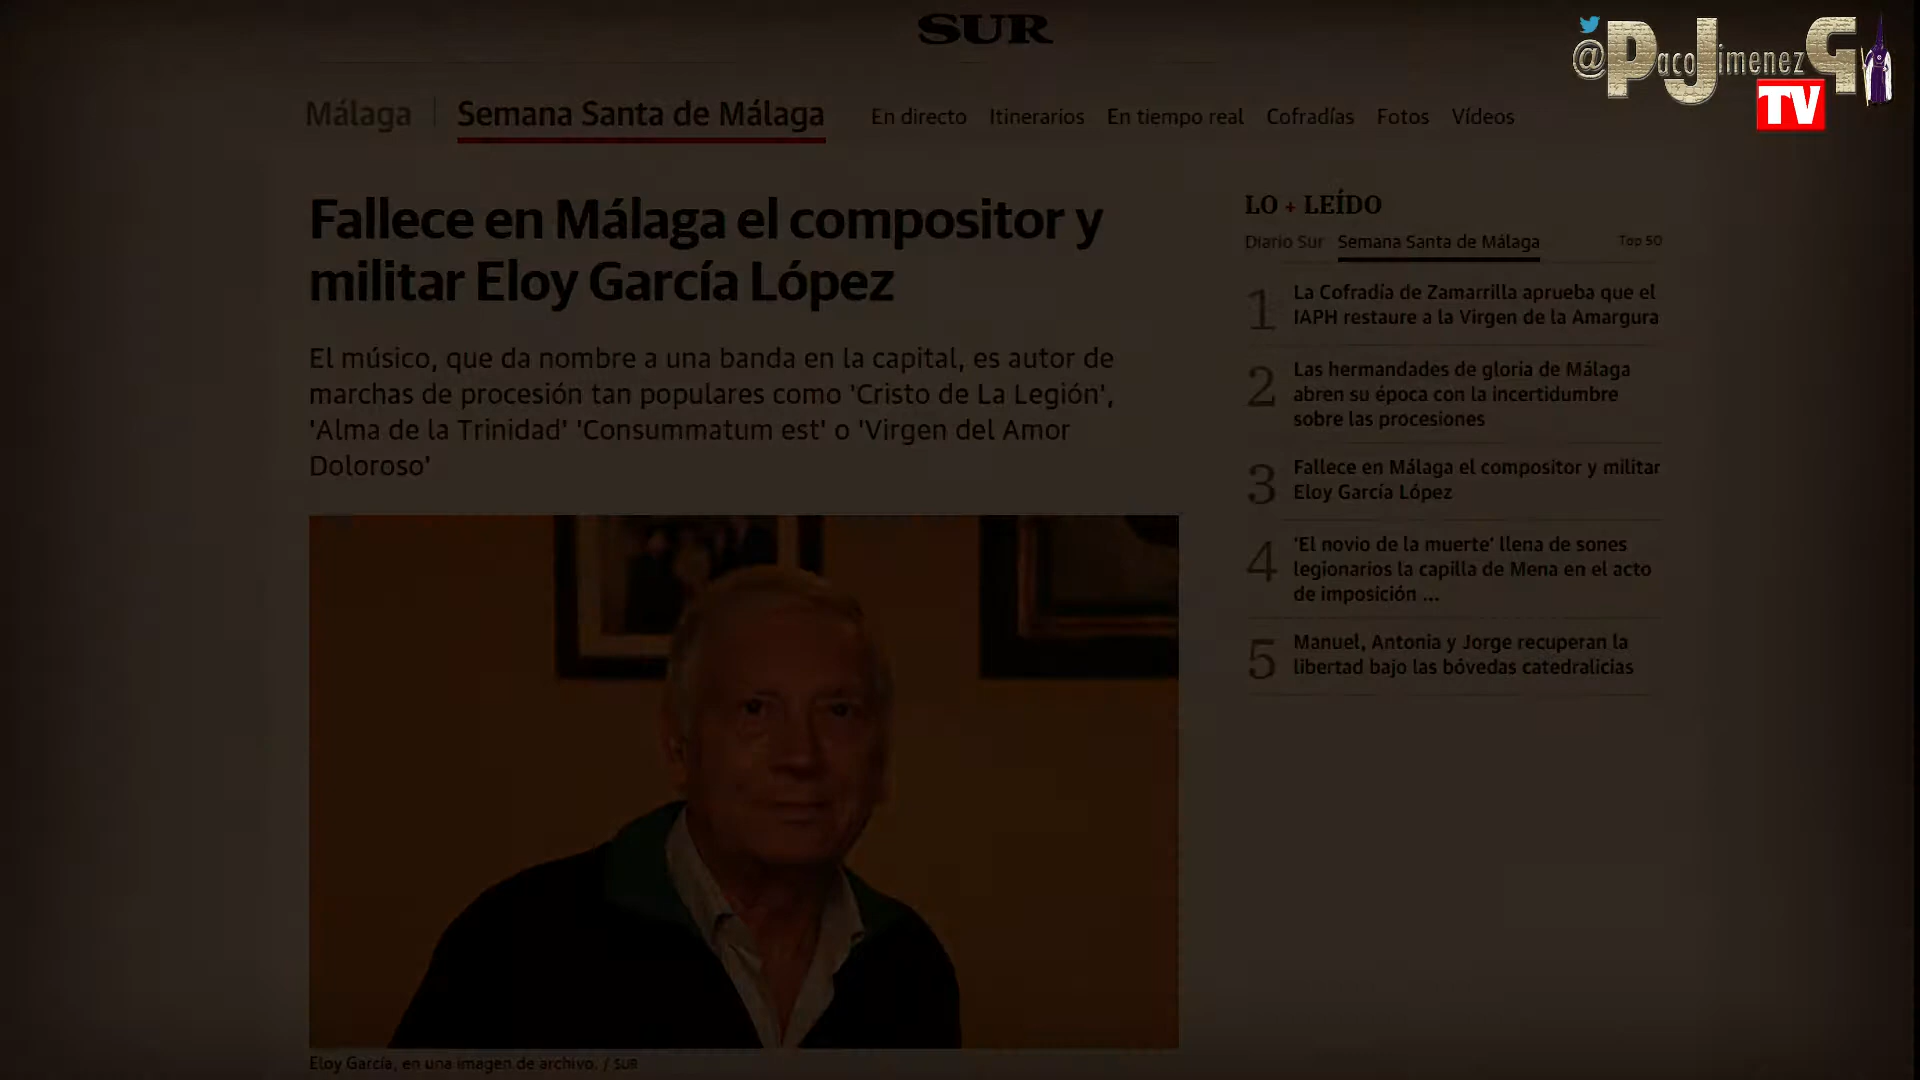 SUR
@PacoJimenezG
TV
Málaga
Semana Santa de Málaga
En directo
Itinerarios
En tiempo real
Cofradías
Fotos
Vídeos
Fallece en Málaga el compositor y
militar Eloy García López
El músico, que da nombre a una banda en la capital, es autor de
marchas de procesión tan populares como 'Cristo de La Legión',
'Alma de la Trinidad' 'Consummatum est' o 'Virgen del Amor
Doloroso'
Eloy García, en una imagen de archivo. / SUR
LO + LEÍDO
Diario Sur
Semana Santa de Málaga
Top 50
1
La Cofradía de Zamarrilla aprueba que el
IAPH restaure a la Virgen de la Amargura
2
Las hermandades de gloria de Málaga
abren su época con la incertidumbre
sobre las procesiones
3
Fallece en Málaga el compositor y militar
Eloy García López
4
'El novio de la muerte' llena de sones
legionarios la capilla de Mena en el acto
de imposición ...
5
Manuel, Antonia y Jorge recuperan la
libertad bajo las bóvedas catedralicias